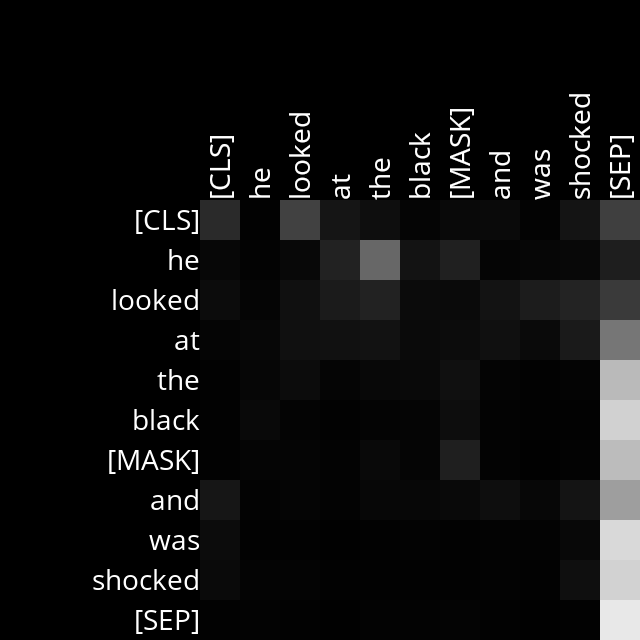 [CLS] he looked at the black [MASK] and was shocked [SEP]
[CLS]
he
looked
at
the
black
[MASK]
and
was
shocked
[SEP]